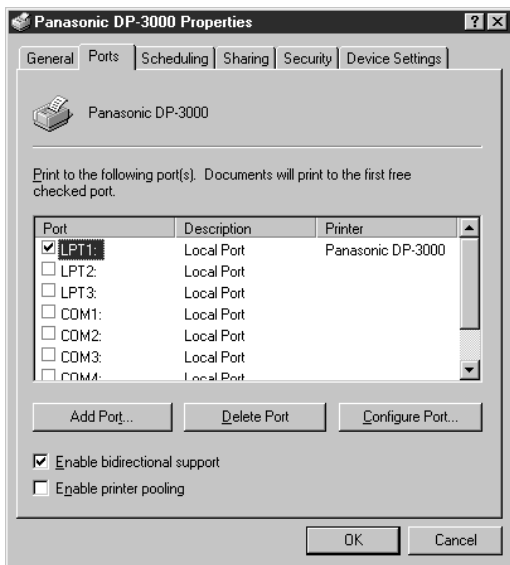 Panasonic DP-3000 Properties
General Ports Scheduling Sharing Security Device Settings
Panasonic DP-3000
Print to the following port(s). Documents will print to the first free
checked port.
Port Description Printer
LPT1: Local Port Panasonic DP-3000
LPT2: Local Port
LPT3: Local Port
COM1: Local Port
COM2: Local Port
COM3: Local Port
COM4: Local Port
Add Port... Delete Port Configure Port...
Enable bidirectional support
Enable printer pooling
OK Cancel